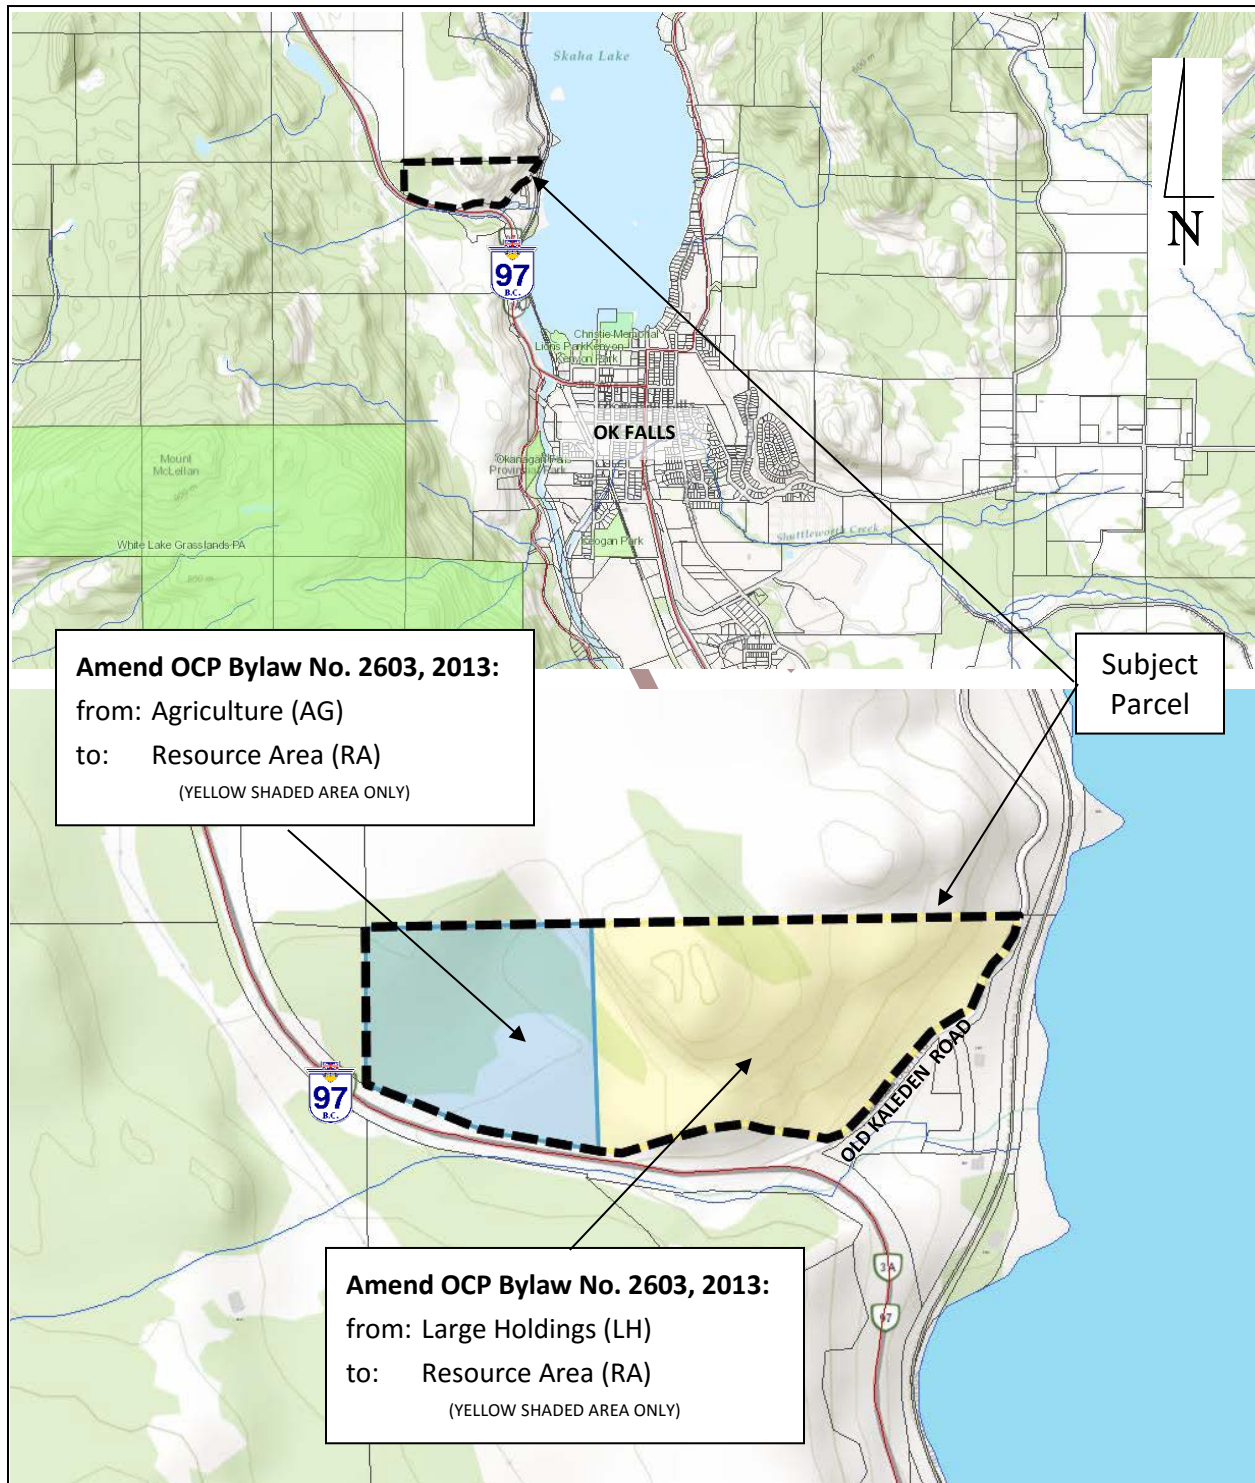 Skaha Lake
800 m
N
97
B.C.
Christie Memorial
Lions Park Kenyon
Kenyon Park
OK FALLS
Mount
McLellan
Provincial Park
Shuttleworth Creek
Keogan Park
White Lake Grasslands PA
800 m
Amend OCP Bylaw No. 2603, 2013:
from: Agriculture (AG)
to: Resource Area (RA)
(YELLOW SHADED AREA ONLY)
Subject
Parcel
OLD KALEDEN ROAD
97
B.C.
Amend OCP Bylaw No. 2603, 2013:
from: Large Holdings (LH)
to: Resource Area (RA)
(YELLOW SHADED AREA ONLY)
3A
97